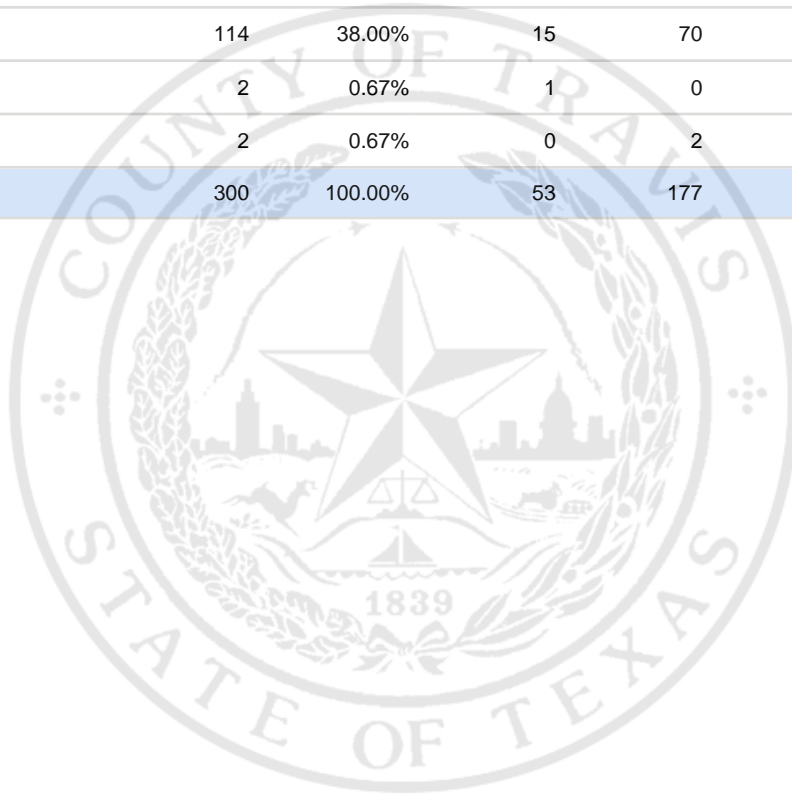 114 38.00% 15 70
2 0.67% 1 0
2 0.67% 0 2
300 100.00% 53 177
COUNTY OF TRAVIS
1839
STATE OF TEXAS